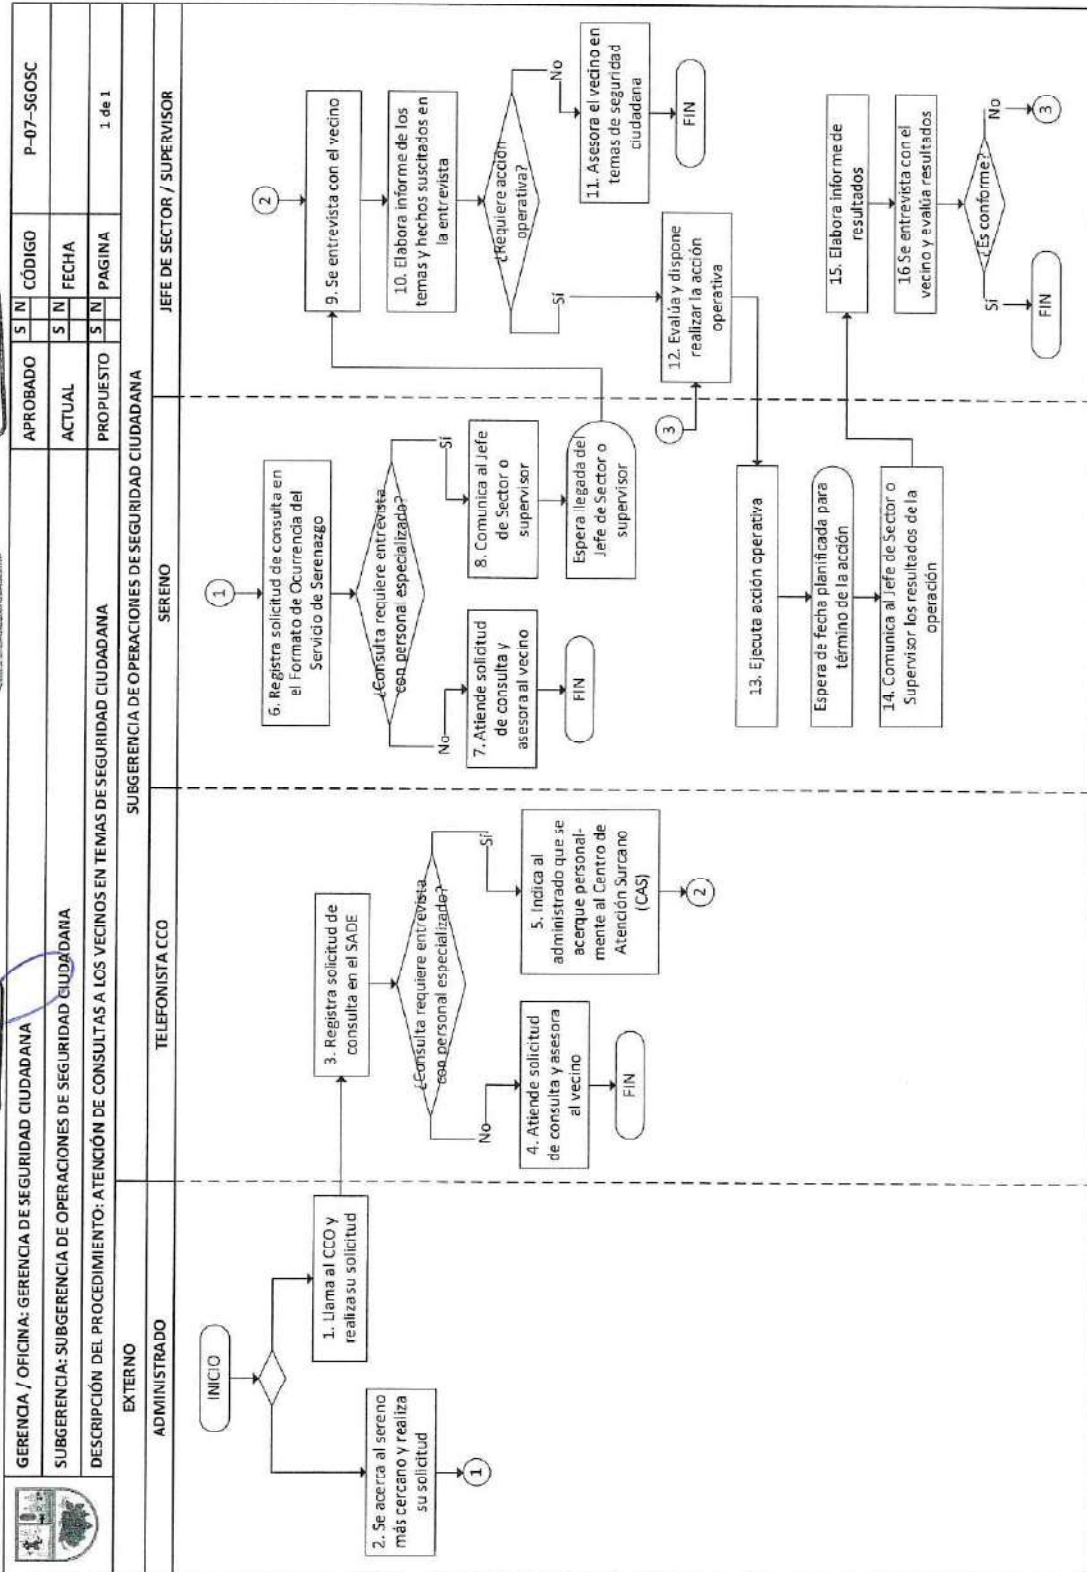 GERENCIA / OFICINA: GERENCIA DE SEGURIDAD CIUDADANA
APROBADO
S N
CÓDIGO
P-07-SGOSC
SUBGERENCIA: SUBGERENCIA DE OPERACIONES DE SEGURIDAD CIUDADANA
ACTUAL
S N
FECHA
DESCRIPCIÓN DEL PROCEDIMIENTO: ATENCIÓN DE CONSULTAS A LOS VECINOS EN TEMAS DE SEGURIDAD CIUDADANA
PROPUESTO
S N
PAGINA
1 de 1
EXTERNO
SUBGERENCIA DE OPERACIONES DE SEGURIDAD CIUDADANA
ADMINISTRADO
TELEFONISTA CCO
SERENO
JEFE DE SECTOR / SUPERVISOR
INICIO
1. Llama al CCO y
realiza su solicitud
2. Se acerca al sereno
más cercano y realiza
su solicitud
1
3. Registra solicitud de
consulta en el SADE
¿Consulta requiere entrevista
con personal especializado?
No
Sí
4. Atiende solicitud
de consulta y asesora
al vecino
FIN
5. Indica al
administrado que se
acerque personal-
mente al Centro de
Atención Surcano
(CAS)
2
1
6. Registra solicitud de consulta en
el Formato de Ocurrencia del
Servicio de Serenazgo
¿Consulta requiere entrevista
con persona especializada?
No
Sí
7. Atiende solicitud
de consulta y
asesora al vecino
FIN
8. Comunica al Jefe
de Sector o
supervisor
Espera llegada del
Jefe de Sector o
supervisor
2
9. Se entrevista con el vecino
10. Elabora informe de los
temas y hechos suscitados en
la entrevista
¿Requiere acción
operativa?
Sí
No
11. Asesora el vecino en
temas de seguridad
ciudadana
FIN
3
12. Evalúa y dispone
realizar la acción
operativa
13. Ejecuta acción operativa
Espera de fecha planificada para
término de la acción
14. Comunica al Jefe de Sector o
Supervisor los resultados de la
operación
15. Elabora informe de
resultados
16 Se entrevista con el
vecino y evalúa resultados
¿Es conforme?
Sí
No
FIN
3